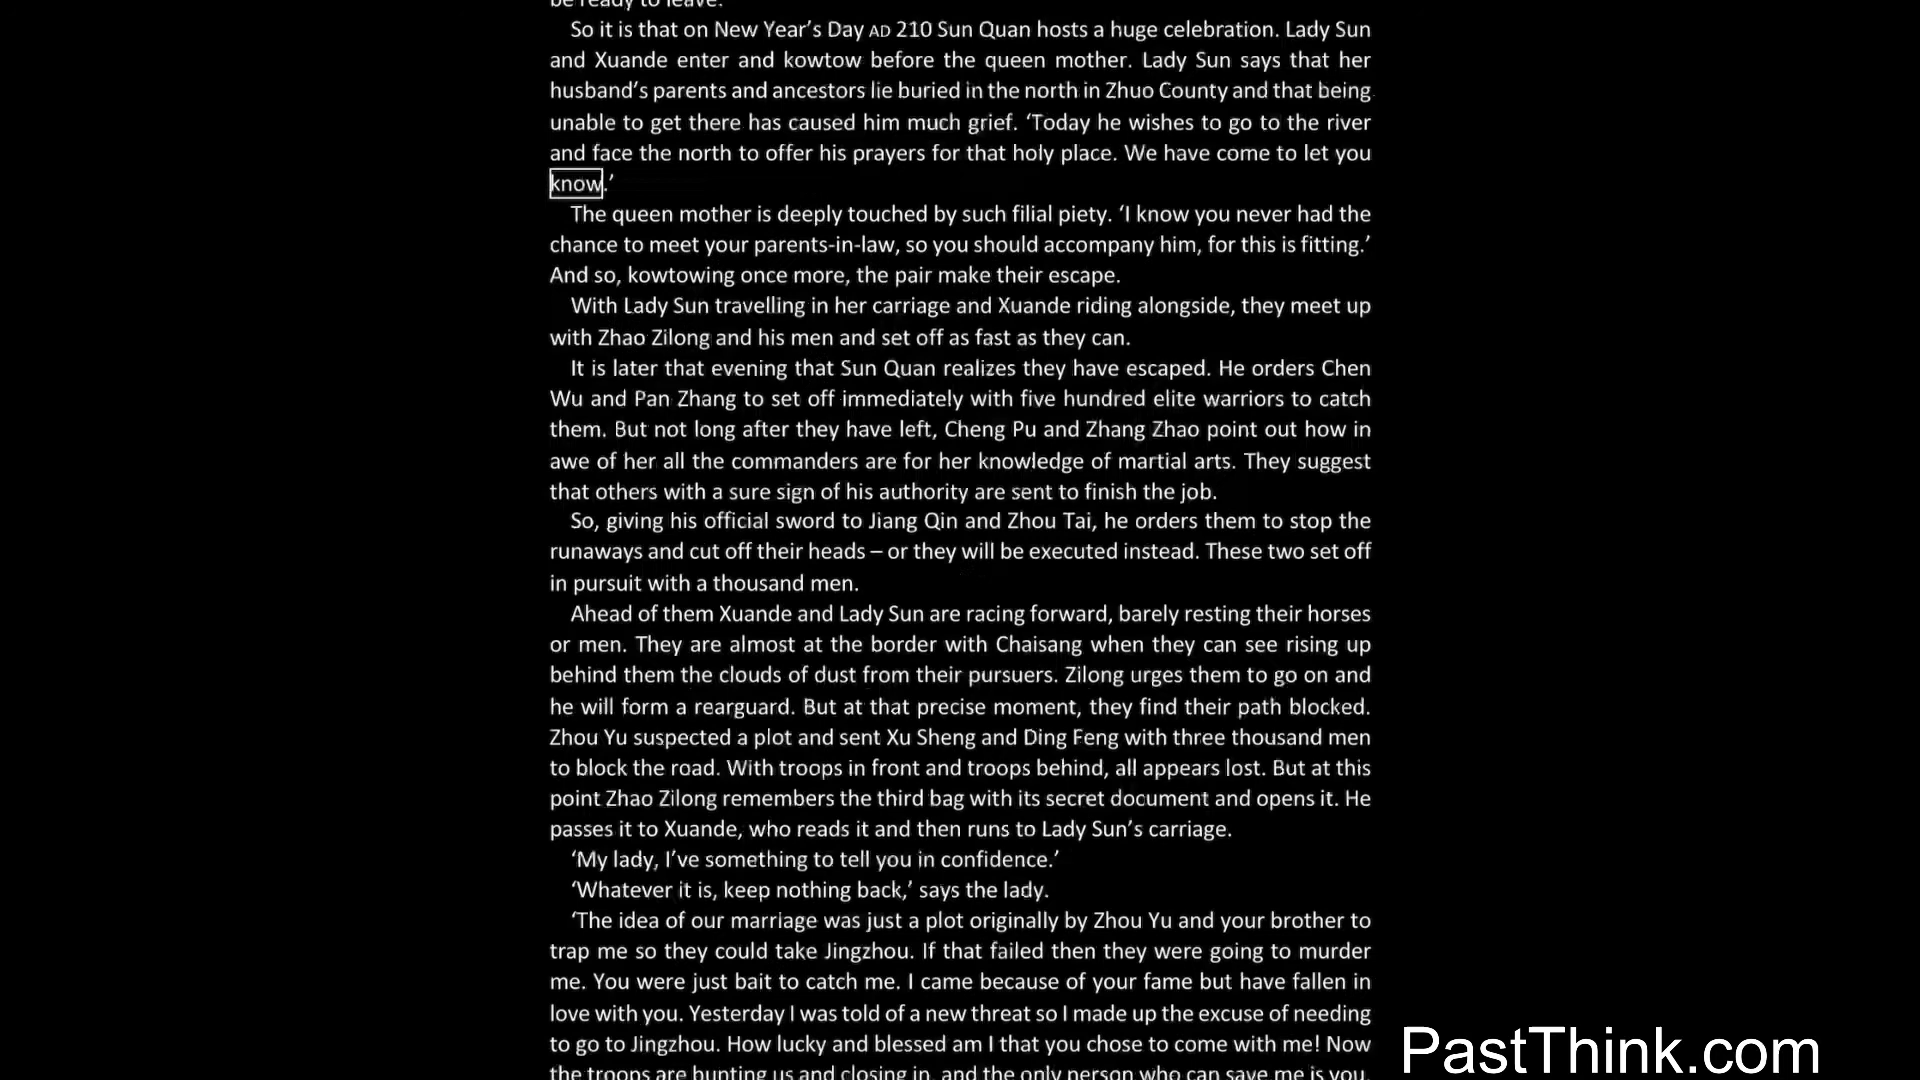 be ready to leave.
So it is that on New Year’s Day AD 210 Sun Quan hosts a huge celebration. Lady Sun
and Xuande enter and kowtow before the queen mother. Lady Sun says that her
husband’s parents and ancestors lie buried in the north in Zhuo County and that being
unable to get there has caused him much grief. ‘Today he wishes to go to the river
and face the north to offer his prayers for that holy place. We have come to let you
know.’
The queen mother is deeply touched by such filial piety. ‘I know you never had the
chance to meet your parents-in-law, so you should accompany him, for this is fitting.’
And so, kowtowing once more, the pair make their escape.
With Lady Sun travelling in her carriage and Xuande riding alongside, they meet up
with Zhao Zilong and his men and set off as fast as they can.
It is later that evening that Sun Quan realizes they have escaped. He orders Chen
Wu and Pan Zhang to set off immediately with five hundred elite warriors to catch
them. But not long after they have left, Cheng Pu and Zhang Zhao point out how in
awe of her all the commanders are for her knowledge of martial arts. They suggest
that others with a sure sign of his authority are sent to finish the job.
So, giving his official sword to Jiang Qin and Zhou Tai, he orders them to stop the
runaways and cut off their heads – or they will be executed instead. These two set off
in pursuit with a thousand men.
Ahead of them Xuande and Lady Sun are racing forward, barely resting their horses
or men. They are almost at the border with Chaisang when they can see rising up
behind them the clouds of dust from their pursuers. Zilong urges them to go on and
he will form a rearguard. But at that precise moment, they find their path blocked.
Zhou Yu suspected a plot and sent Xu Sheng and Ding Feng with three thousand men
to block the road. With troops in front and troops behind, all appears lost. But at this
point Zhao Zilong remembers the third bag with its secret document and opens it. He
passes it to Xuande, who reads it and then runs to Lady Sun’s carriage.
‘My lady, I’ve something to tell you in confidence.’
‘Whatever it is, keep nothing back,’ says the lady.
‘The idea of our marriage was just a plot originally by Zhou Yu and your brother to
trap me so they could take Jingzhou. If that failed then they were going to murder
me. You were just bait to catch me. I came because of your fame but have fallen in
love with you. Yesterday I was told of a new threat so I made up the excuse of needing
to go to Jingzhou. How lucky and blessed am I that you chose to come with me! Now
the troops are hunting us and closing in, and the only person who can save me is you.
PastThink.com